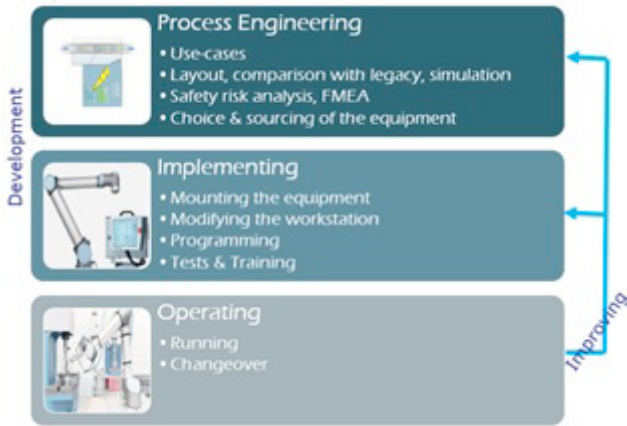 Process Engineering
• Use-cases
• Layout, comparison with legacy, simulation
• Safety risk analysis, FMEA
• Choice & sourcing of the equipment
Development
Implementing
• Mounting the equipment
• Modifying the workstation
• Programming
• Tests & Training
Operating
• Running
• Changeover
Improving